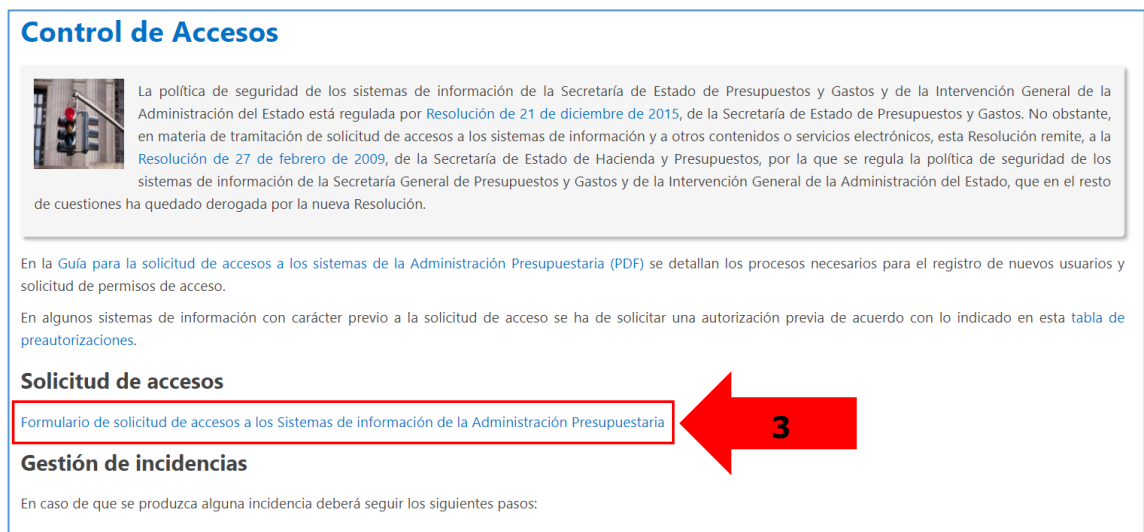 Control de Accesos
La política de seguridad de los sistemas de información de la Secretaría de Estado de Presupuestos y Gastos y de la Intervención General de la
Administración del Estado está regulada por Resolución de 21 de diciembre de 2015, de la Secretaría de Estado de Presupuestos y Gastos. No obstante,
en materia de tramitación de solicitud de accesos a los sistemas de información y a otros contenidos o servicios electrónicos, esta Resolución remite, a la
Resolución de 27 de febrero de 2009, de la Secretaría de Estado de Hacienda y Presupuestos, por la que se regula la política de seguridad de los
sistemas de información de la Secretaría General de Presupuestos y Gastos y de la Intervención General de la Administración del Estado, que en el resto
de cuestiones ha quedado derogada por la nueva Resolución.
En la Guía para la solicitud de accesos a los sistemas de la Administración Presupuestaria (PDF) se detallan los procesos necesarios para el registro de nuevos usuarios y
solicitud de permisos de acceso.
En algunos sistemas de información con carácter previo a la solicitud de acceso se ha de solicitar una autorización previa de acuerdo con lo indicado en esta tabla de
preautorizaciones.
Solicitud de accesos
Formulario de solicitud de accesos a los Sistemas de información de la Administración Presupuestaria
3
Gestión de incidencias
En caso de que se produzca alguna incidencia deberá seguir los siguientes pasos: